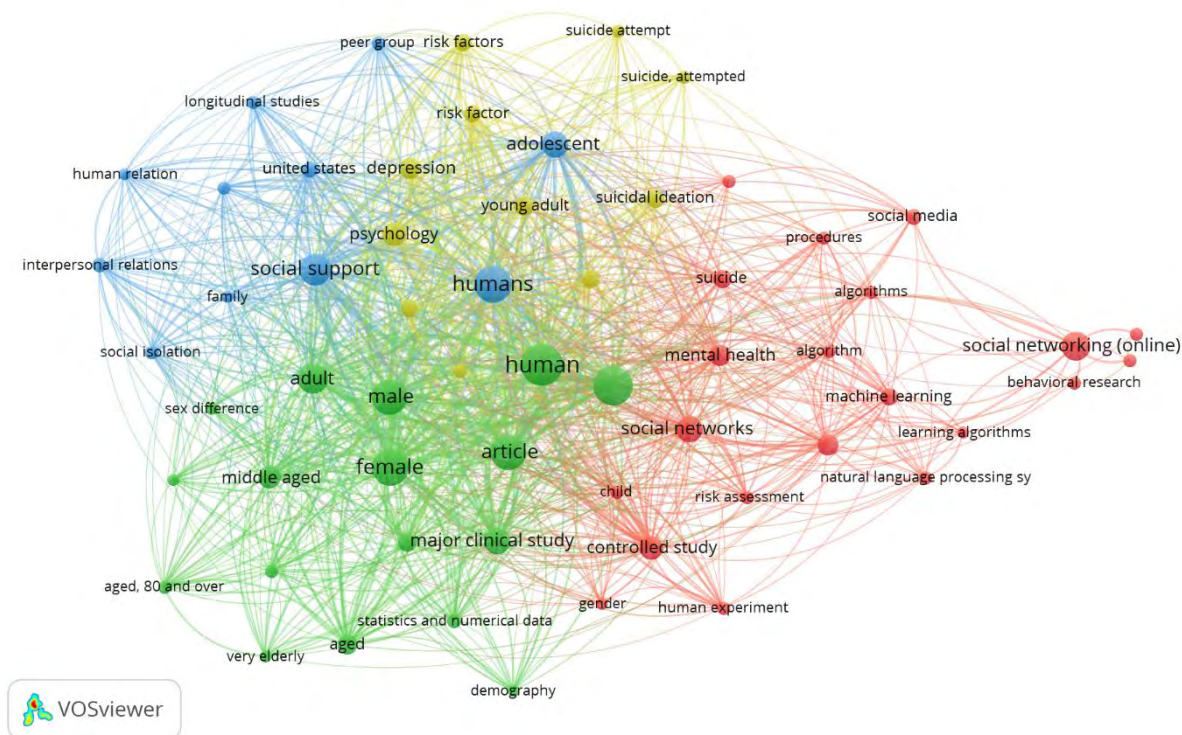 suicide attempt
peer group
risk factors
suicide, attempted
longitudinal studies
risk factor
adolescent
human relation
united states
depression
suicidal ideation
young adult
social media
psychology
procedures
interpersonal relations
social support
humans
suicide
algorithms
family
social isolation
human
mental health
algorithm
social networking (online)
adult
male
behavioral research
sex difference
machine learning
social networks
learning algorithms
article
female
middle aged
child
risk assessment
natural language processing sy
major clinical study
controlled study
aged, 80 and over
gender
human experiment
statistics and numerical data
very elderly
aged
demography
VOSviewer